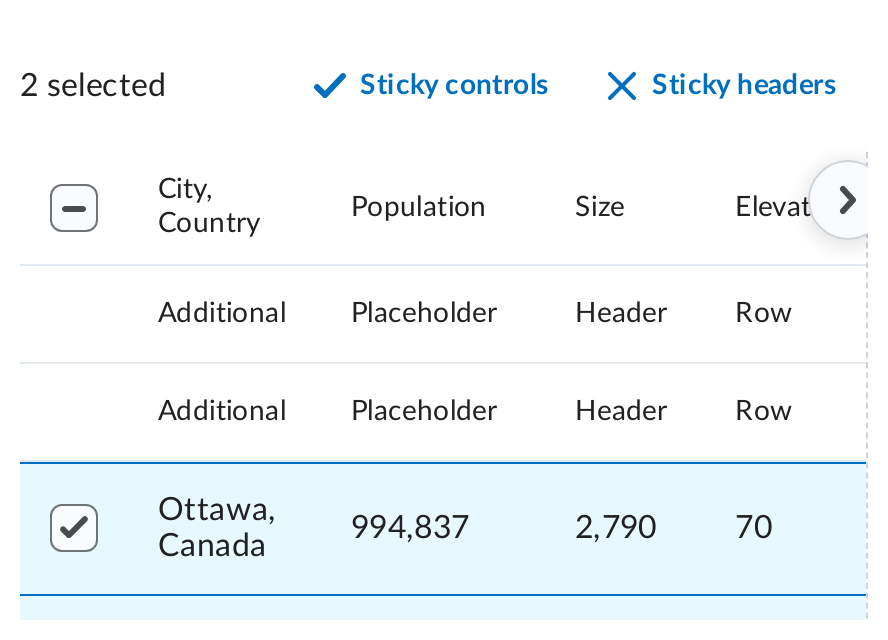 2 selected Sticky controls Sticky headers
City, Country Population Size Elevat
Additional Placeholder Header Row
Additional Placeholder Header Row
Ottawa, Canada 994,837 2,790 70